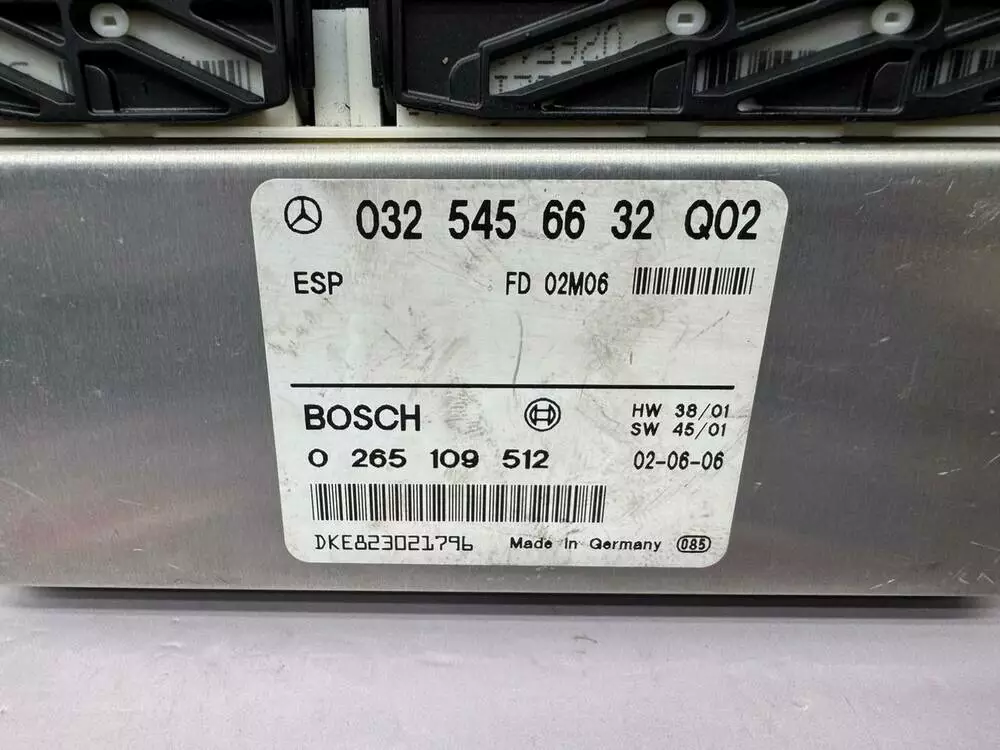 032 545 66 32 Q02
ESP FD 02M06
BOSCH HW 38/01
SW 45/01
0 265 109 512 02-06-06
DKE823021796 Made in Germany 085